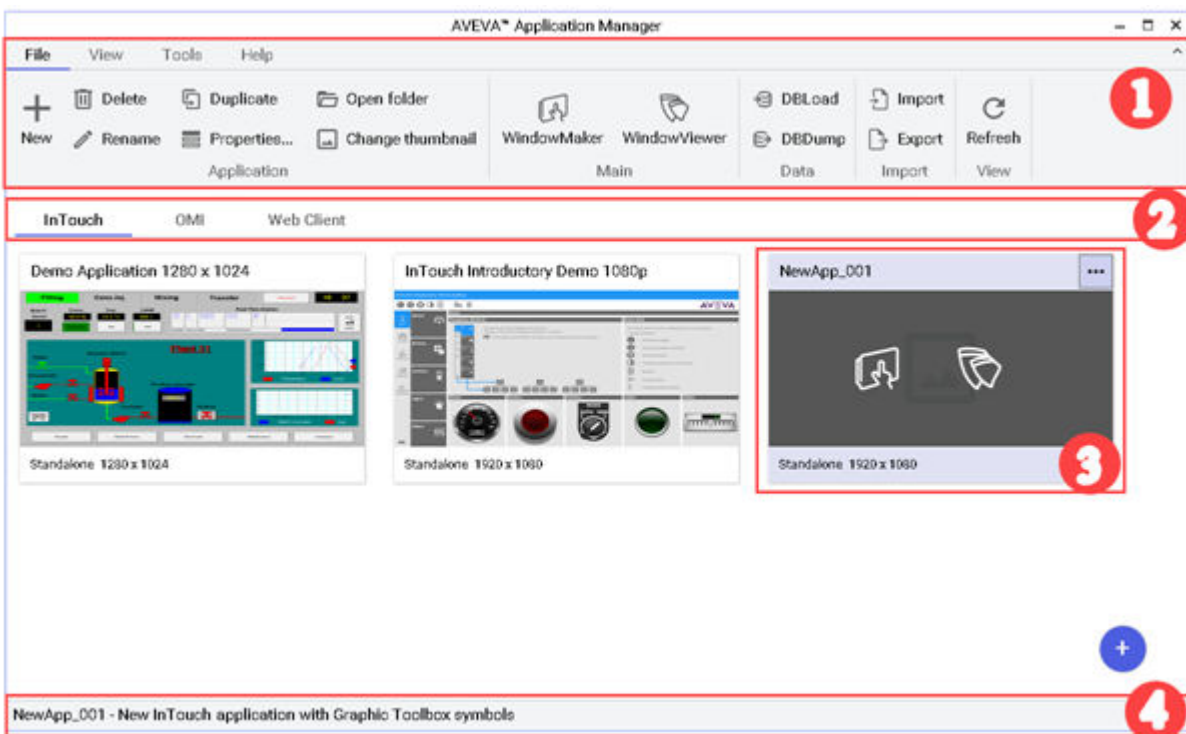 AVEVA™ Application Manager
File View Tools Help
1
New
Delete Duplicate Open folder
Rename Properties... Change thumbnail
WindowMaker WindowViewer
DBLoad Import
DBDump Export
Refresh
Application Main Data Import View
InTouch OMI Web Client
2
Demo Application 1280 x 1024
InTouch Introductory Demo 1080p
NewApp_001
AVEVA
Standalone 1280 x 1024
Standalone 1920 x 1080
Standalone 1920 x 1080
3
NewApp_001 - New InTouch application with Graphic Toolbox symbols
4